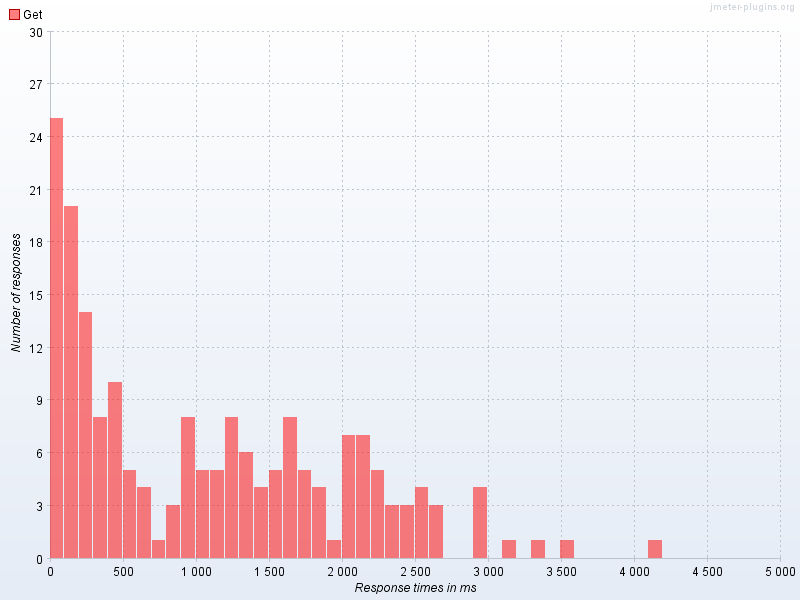 jmeter-plugins.org
Get
30
27
24
21
18
15
12
9
6
3
0
Number of responses
0 500 1 000 1 500 2 000 2 500 3 000 3 500 4 000 4 500 5 000
Response times in ms